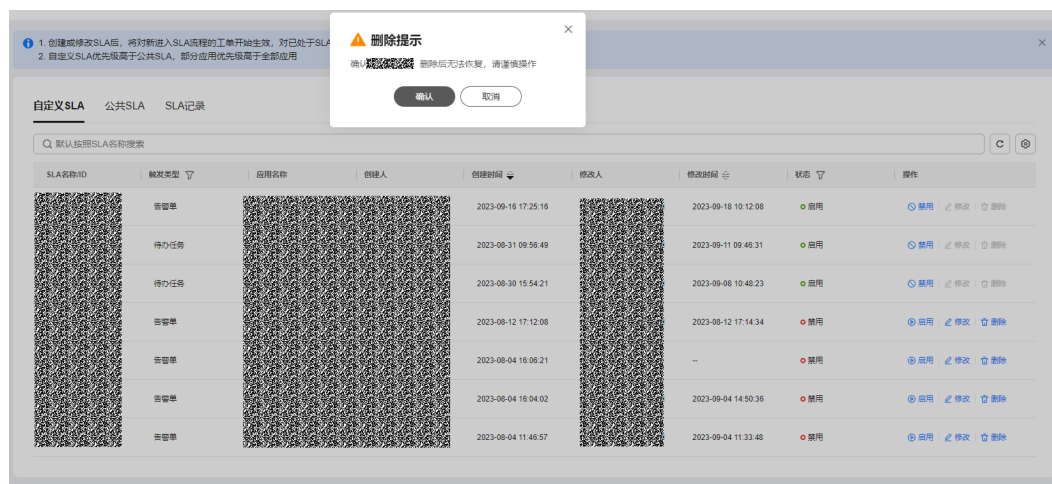 1. 创建或修改SLA后，将对新进入SLA流程的工单开始生效，对已处于SLA
2. 自定义SLA优先级高于公共SLA，部分应用优先级高于全部应用
删除提示
确认 删除后无法恢复，请谨慎操作
确认 取消
自定义SLA 公共SLA SLA记录
默认按照SLA名称搜索
SLA名称/ID 触发类型 应用名称 创建人 创建时间 修改人 修改时间 状态 操作
告警单 2023-09-16 17:25:16 2023-09-18 10:12:08 启用 禁用 修改 删除
待办任务 2023-08-31 09:56:49 2023-09-11 09:46:31 启用 禁用 修改 删除
待办任务 2023-08-30 15:54:21 2023-09-08 10:48:23 启用 禁用 修改 删除
告警单 2023-08-12 17:12:08 2023-08-12 17:14:34 禁用 启用 修改 删除
告警单 2023-08-04 16:06:21 -- 禁用 启用 修改 删除
告警单 2023-08-04 16:04:02 2023-09-04 14:50:36 禁用 启用 修改 删除
告警单 2023-08-04 11:46:57 2023-09-04 11:33:48 禁用 启用 修改 删除